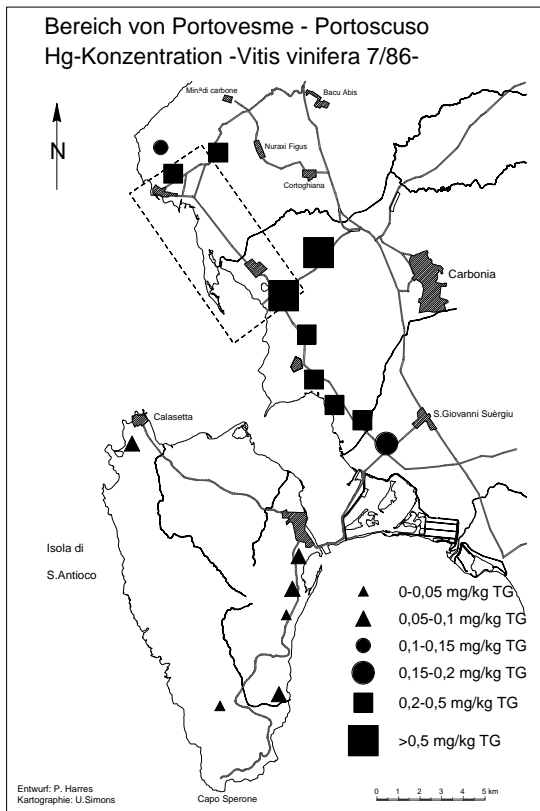 Bereich von Portovesme - Portoscuso
Hg-Konzentration -Vitis vinifera 7/86-
Min.ª di carbone
Bacu Abis
N
Nuraxi Figus
Cortoghiana
Carbonia
Calasetta
S.Giovanni Suèrgiu
Isola di
S.Antioco
0-0,05 mg/kg TG
0,05-0,1 mg/kg TG
0,1-0,15 mg/kg TG
0,15-0,2 mg/kg TG
0,2-0,5 mg/kg TG
>0,5 mg/kg TG
Entwurf: P. Harres
Kartographie: U.Simons
Capo Sperone
0 1 2 3 4 5 km